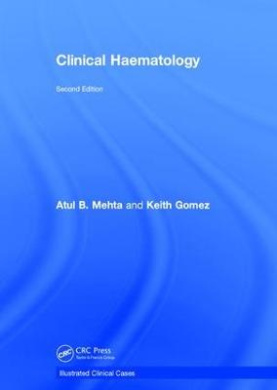 Clinical Haematology
Second Edition
Atul B. Mehta and Keith Gomez
CRC Press
Taylor & Francis Group
Illustrated Clinical Cases